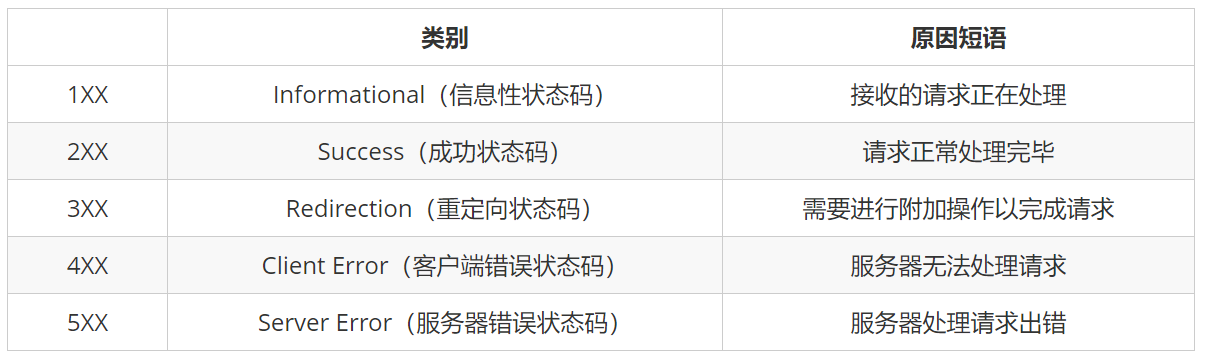 类别 原因短语
1XX Informational（信息性状态码） 接收的请求正在处理
2XX Success（成功状态码） 请求正常处理完毕
3XX Redirection（重定向状态码） 需要进行附加操作以完成请求
4XX Client Error（客户端错误状态码） 服务器无法处理请求
5XX Server Error（服务器错误状态码） 服务器处理请求出错